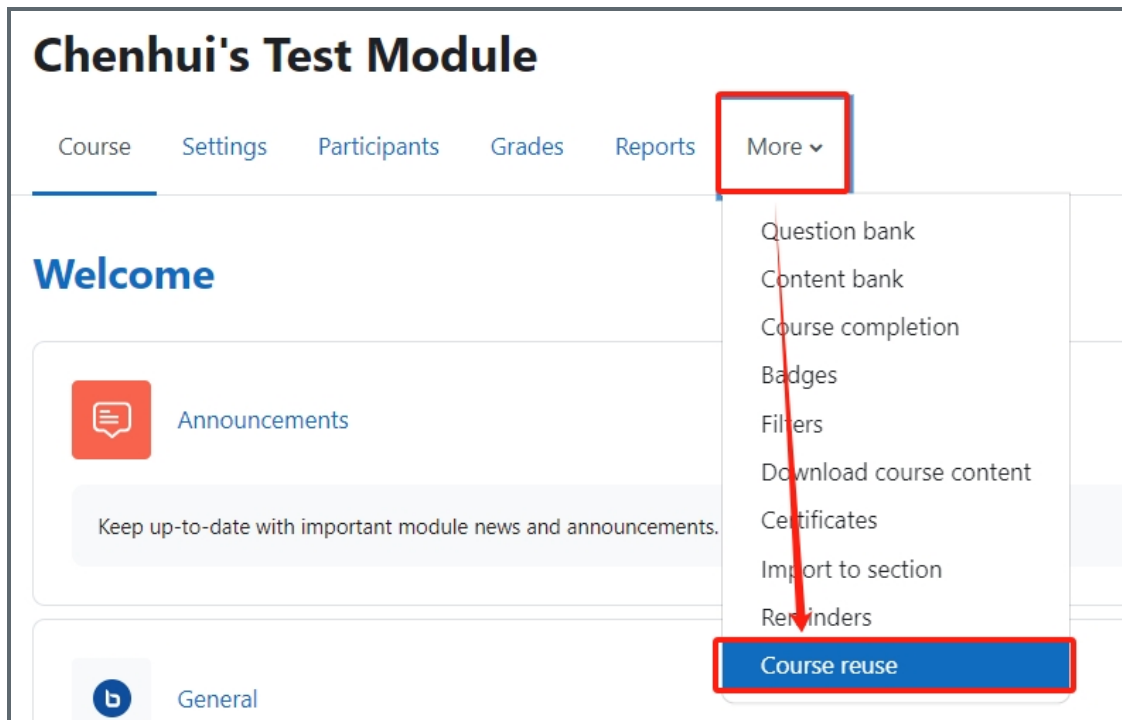 Chenhui's Test Module
Course Settings Participants Grades Reports More
Question bank
Content bank
Course completion
Badges
Filters
Download course content
Certificates
Import to section
Reminders
Course reuse
Welcome
Announcements
Keep up-to-date with important module news and announcements.
General